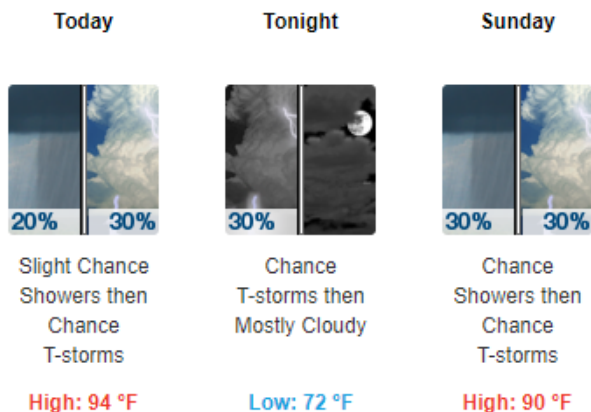 Today
Tonight
Sunday
20%
30%
30%
30%
30%
Slight Chance
Showers then
Chance
T-storms
Chance
T-storms then
Mostly Cloudy
Chance
Showers then
Chance
T-storms
High: 94 °F
Low: 72 °F
High: 90 °F